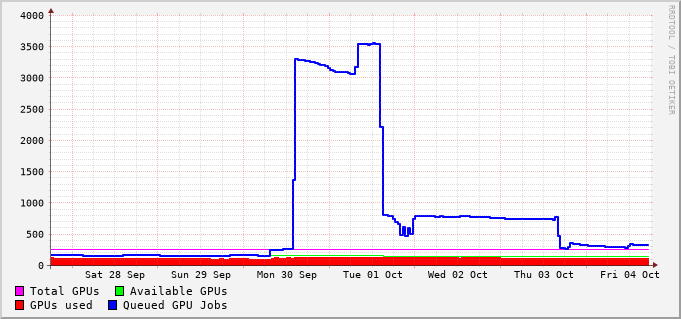 RRDTOOL / TOBI OETIKER
4000
3500
3000
2500
2000
1500
1000
500
0
Sat 28 Sep Sun 29 Sep Mon 30 Sep Tue 01 Oct Wed 02 Oct Thu 03 Oct Fri 04 Oct
Total GPUs Available GPUs
GPUs used Queued GPU Jobs